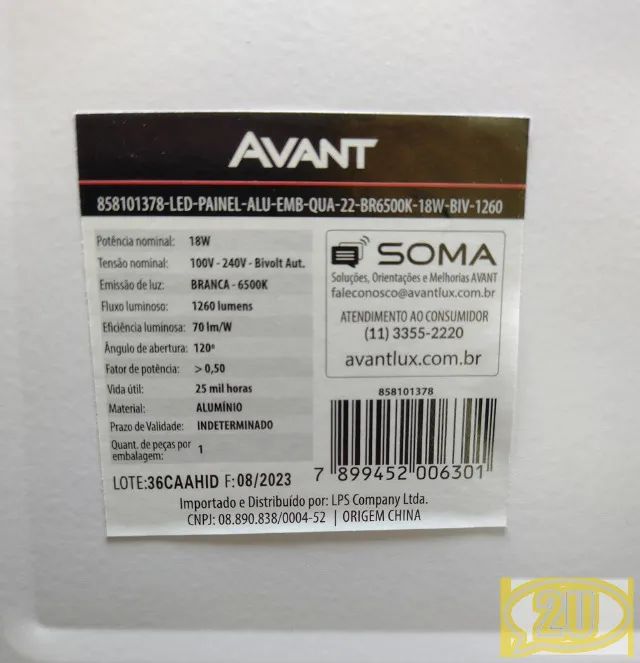 AVANT
858101378-LED-PAINEL-ALU-EMB-QUA-22-BR6500K-18W-BIV-1260
Potência nominal: 18W
Tensão nominal: 100V - 240V - Bivolt Aut.
Emissão de luz: BRANCA - 6500K
Fluxo luminoso: 1260 lumens
Eficiência luminosa: 70 lm/W
Ângulo de abertura: 120º
Fator de potência: > 0,50
Vida útil: 25 mil horas
Material: ALUMÍNIO
Prazo de Validade: INDETERMINADO
Quant. de peças por
embalagem: 1
SOMA
Soluções, Orientações e Melhorias AVANT
faleconosco@avantlux.com.br
ATENDIMENTO AO CONSUMIDOR
(11) 3355-2220
avantlux.com.br
858101378
7 899452 006301
LOTE:36CAAHID F:08/2023
Importado e Distribuído por: LPS Company Ltda.
CNPJ: 08.890.838/0004-52 | ORIGEM CHINA
2U